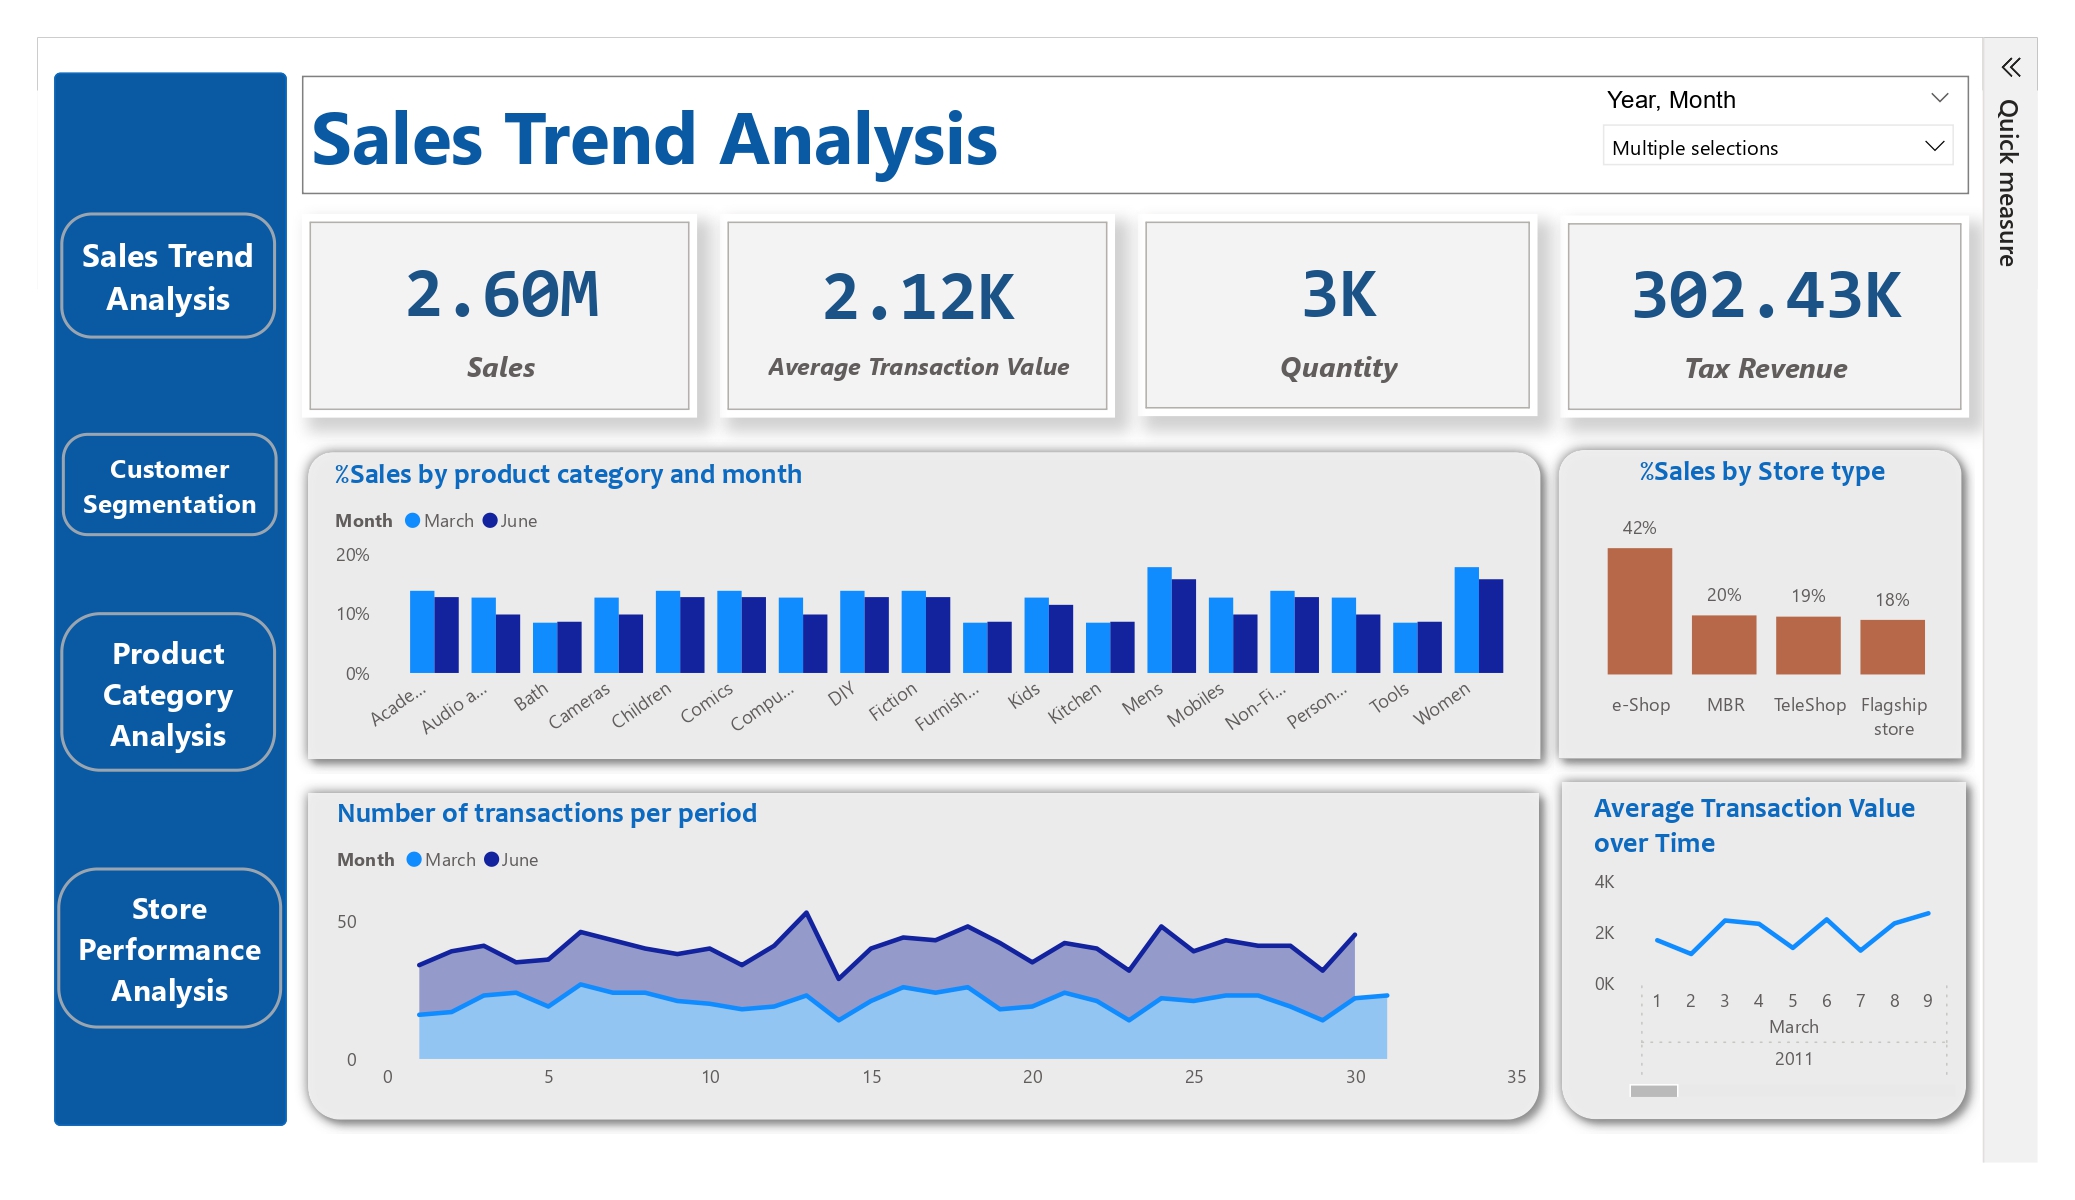 Sales Trend
Analysis
Customer
Segmentation
Product
Category
Analysis
Store
Performance
Analysis
Sales Trend Analysis
Year, Month
Multiple selections
Quick measure
2.60M
Sales
2.12K
Average Transaction Value
3K
Quantity
302.43K
Tax Revenue
%Sales by product category and month
Month March June
20%
10%
0%
Acade... Audio a... Bath Cameras Children Comics Compu... DIY Fiction Furnish... Kids Kitchen Mens Mobiles Non-Fi... Person... Tools Women
%Sales by Store type
42%
20% 19% 18%
e-Shop MBR TeleShop Flagship
store
Number of transactions per period
Month March June
50
0
0 5 10 15 20 25 30 35
Average Transaction Value
over Time
4K
2K
0K
1 2 3 4 5 6 7 8 9
March
2011